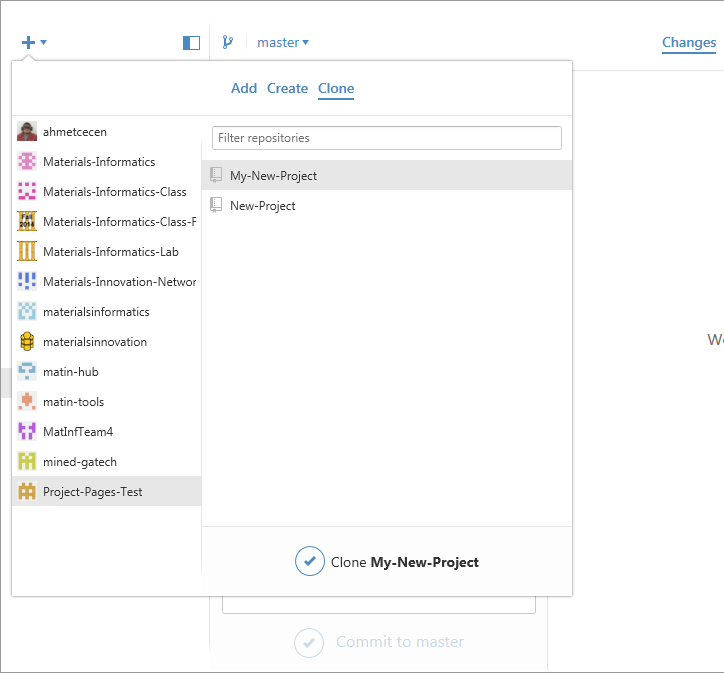 master
Changes
Add Create Clone
ahmetcecen
Materials-Informatics
Materials-Informatics-Class
Fall 2014
Materials-Informatics-Class-F
Materials-Informatics-Lab
Materials-Innovation-Networ
materialsinformatics
materialsinnovation
matin-hub
matin-tools
MatInfTeam4
mined-gatech
Project-Pages-Test
Filter repositories
My-New-Project
New-Project
Clone My-New-Project
We
Commit to master